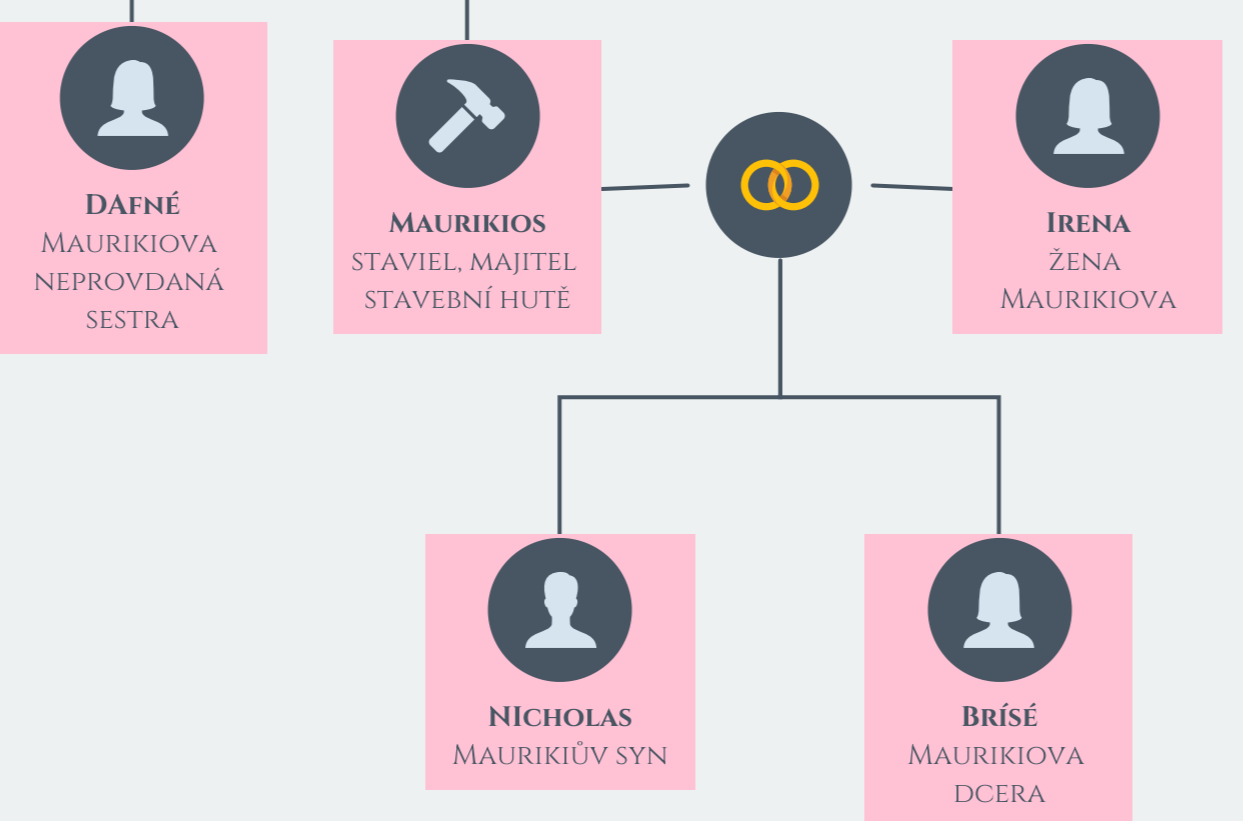 DAfné
Maurikiova
neprovdaná
sestra
Maurikios
staviel, majitel
stavební hutě
Irena
žena
Maurikiova
NIcholas
Maurikiův syn
Brísé
Maurikiova
dcera